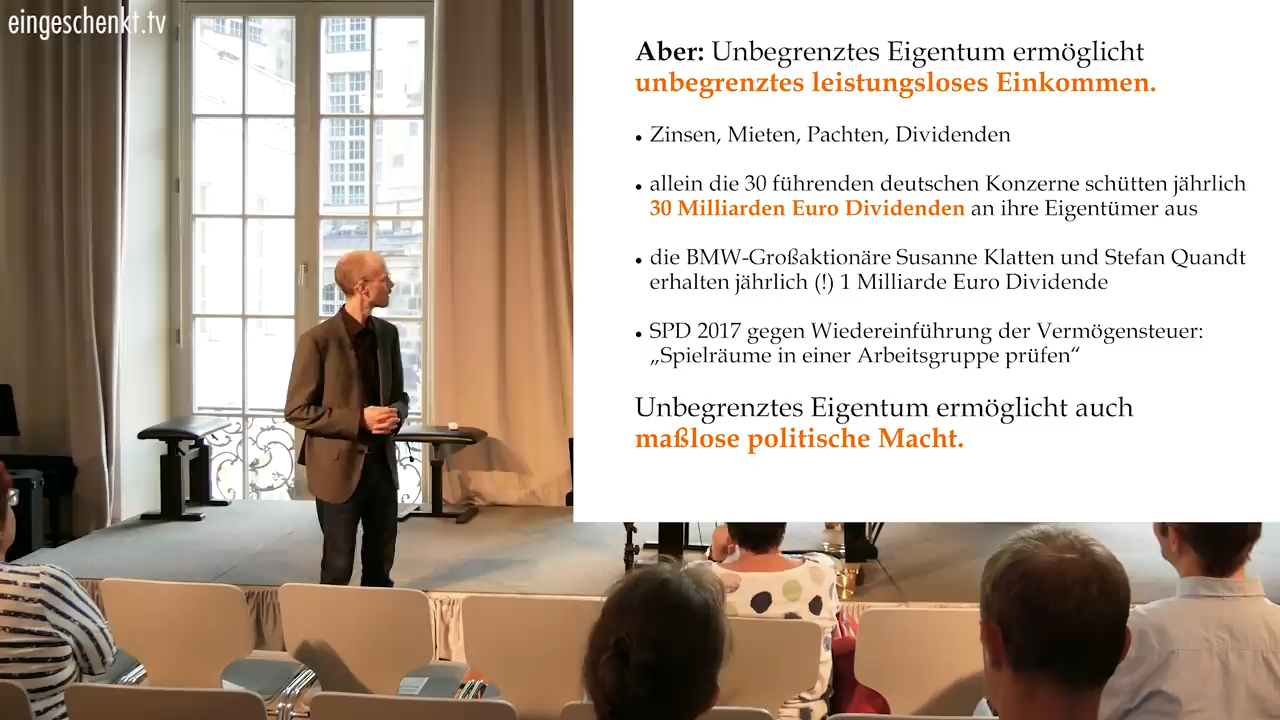 eingeschenkt.tv
Aber: Unbegrenztes Eigentum ermöglicht
unbegrenztes leistungsloses Einkommen.
• Zinsen, Mieten, Pachten, Dividenden
• allein die 30 führenden deutschen Konzerne schütten jährlich
30 Milliarden Euro Dividenden an ihre Eigentümer aus
• die BMW-Großaktionäre Susanne Klatten und Stefan Quandt
erhalten jährlich (!) 1 Milliarde Euro Dividende
• SPD 2017 gegen Wiedereinführung der Vermögensteuer:
„Spielräume in einer Arbeitsgruppe prüfen“
Unbegrenztes Eigentum ermöglicht auch
maßlose politische Macht.